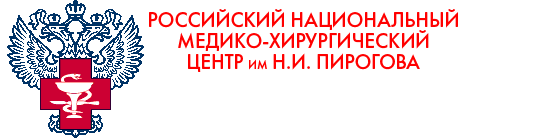 РОССИЙСКИЙ НАЦИОНАЛЬНЫЙ
МЕДИКО-ХИРУРГИЧЕСКИЙ
ЦЕНТР ИМ Н.И. ПИРОГОВА